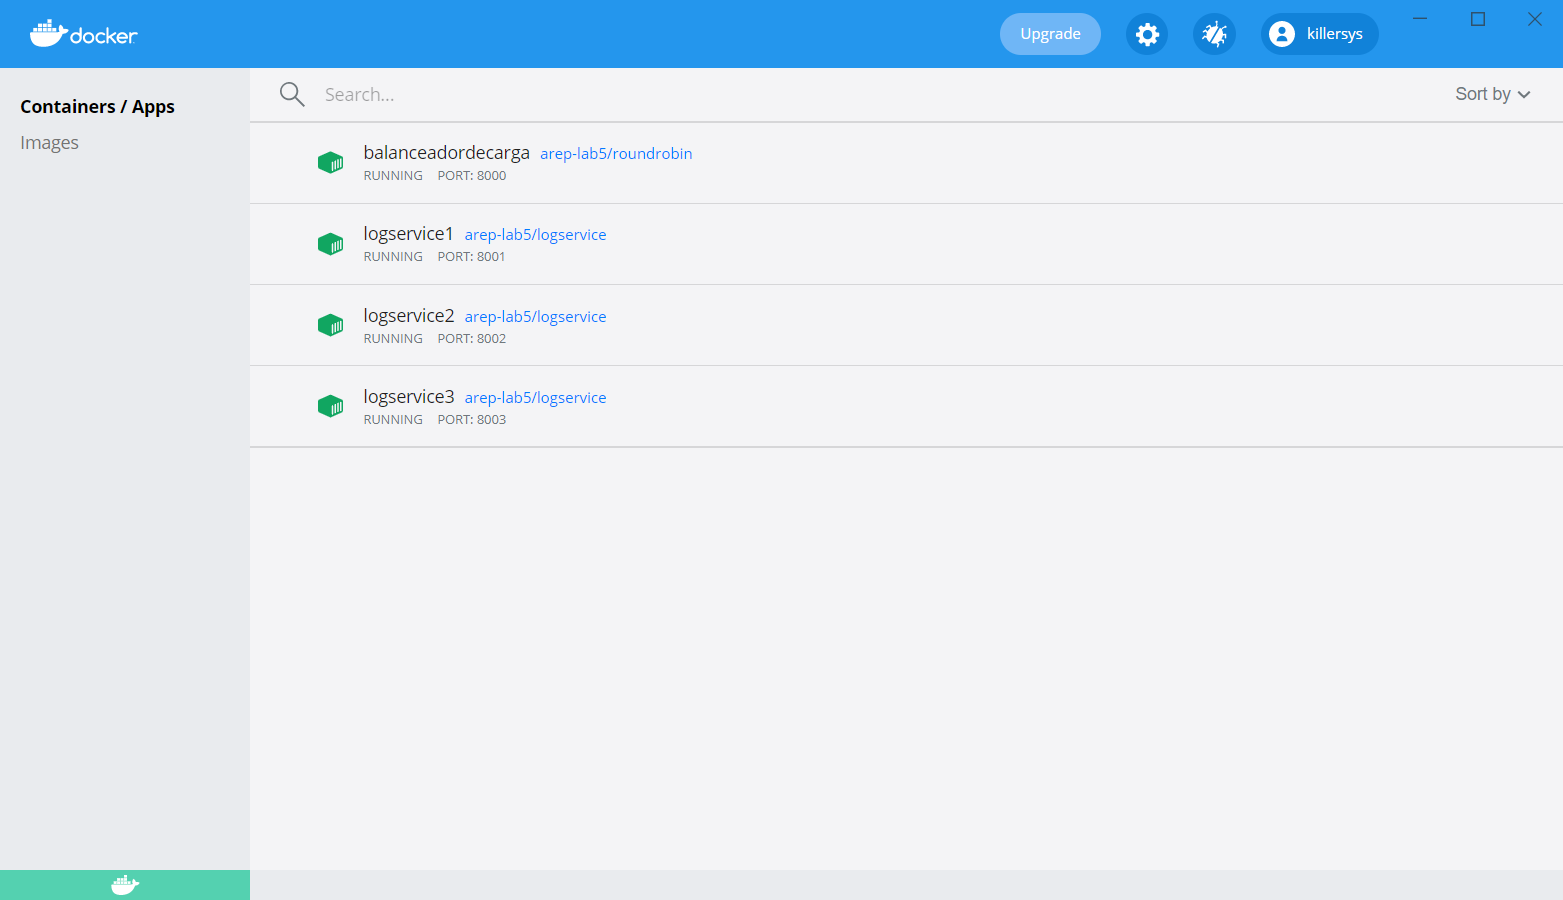 docker
Upgrade
killersys
Containers / Apps
Images
Search...
Sort by
balanceadordecarga arep-lab5/roundrobin
RUNNING PORT: 8000
logservice1 arep-lab5/logservice
RUNNING PORT: 8001
logservice2 arep-lab5/logservice
RUNNING PORT: 8002
logservice3 arep-lab5/logservice
RUNNING PORT: 8003